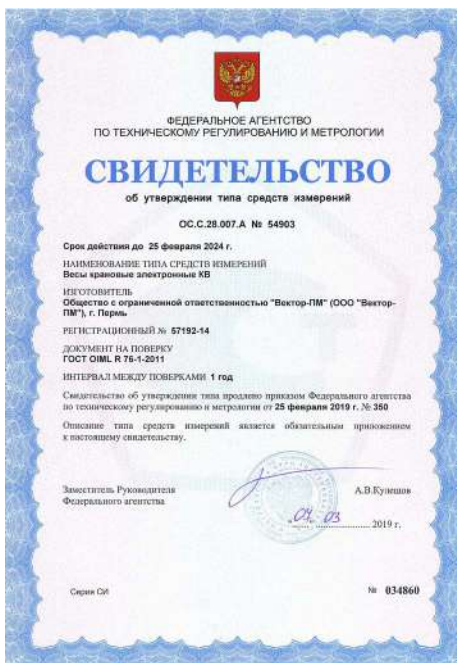 ФЕДЕРАЛЬНОЕ АГЕНТСТВО
ПО ТЕХНИЧЕСКОМУ РЕГУЛИРОВАНИЮ И МЕТРОЛОГИИ
СВИДЕТЕЛЬСТВО
об утверждении типа средств измерений
ОС.С.28.007.А № 54903
Срок действия до 25 февраля 2024 г.
НАИМЕНОВАНИЕ ТИПА СРЕДСТВ ИЗМЕРЕНИЙ
Весы крановые электронные КВ
ИЗГОТОВИТЕЛЬ
Общество с ограниченной ответственностью "Вектор-ПМ" (ООО "Вектор-
ПМ"), г. Пермь
РЕГИСТРАЦИОННЫЙ № 57192-14
ДОКУМЕНТ НА ПОВЕРКУ
ГОСТ OIML R 76-1-2011
ИНТЕРВАЛ МЕЖДУ ПОВЕРКАМИ 1 год
Свидетельство об утверждении типа продлено приказом Федерального агентства
по техническому регулированию и метрологии от 25 февраля 2019 г. № 350
Описание типа средств измерений является обязательным приложением
к настоящему свидетельству.
Заместитель Руководителя
Федерального агентства
А.В.Кулешов
03 2019 г.
Серия СИ
№ 034860